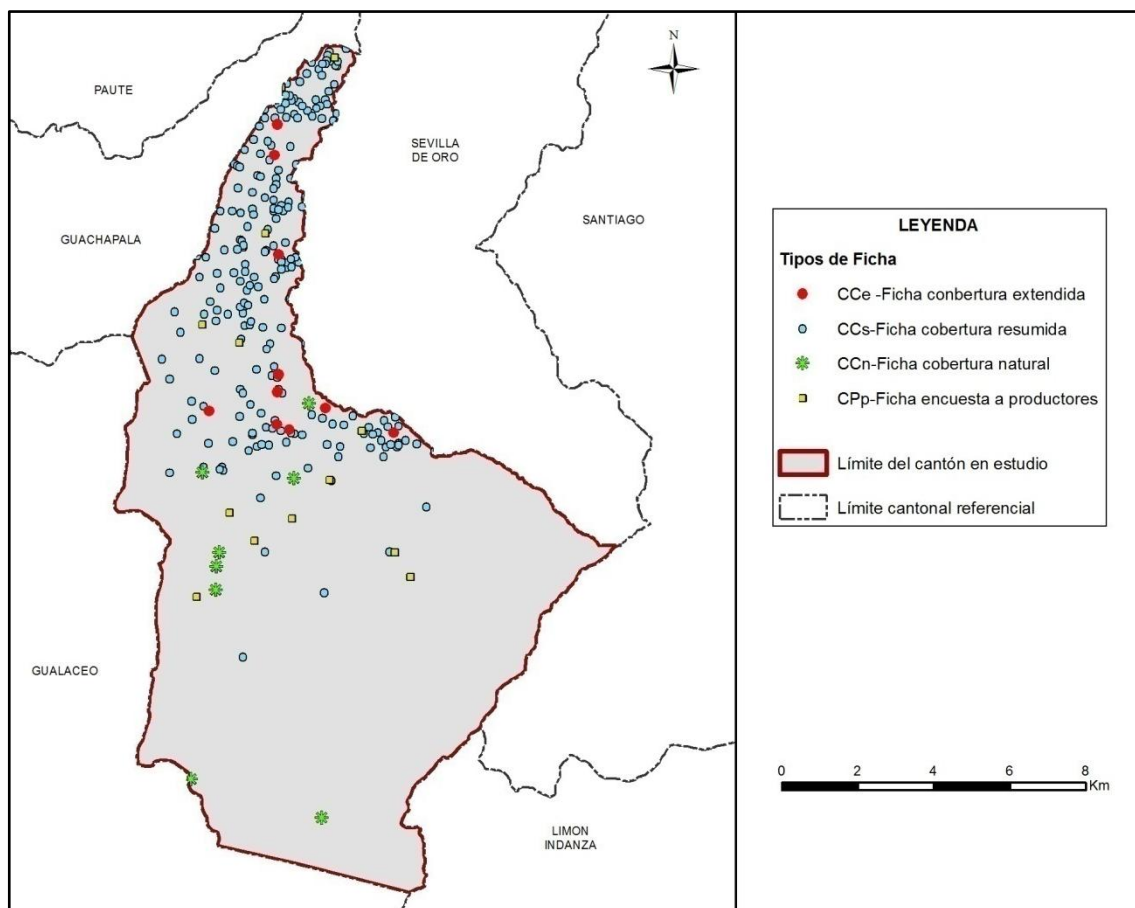 N
PAUTE
SEVILLA
DE ORO
SANTIAGO
GUACHAPALA
GUALACEO
LIMON
INDANZA
LEYENDA
Tipos de Ficha
CCe -Ficha conbertura extendida
CCs-Ficha cobertura resumida
CCn-Ficha cobertura natural
CPp-Ficha encuesta a productores
Límite del cantón en estudio
Límite cantonal referencial
0 2 4 6 8
Km